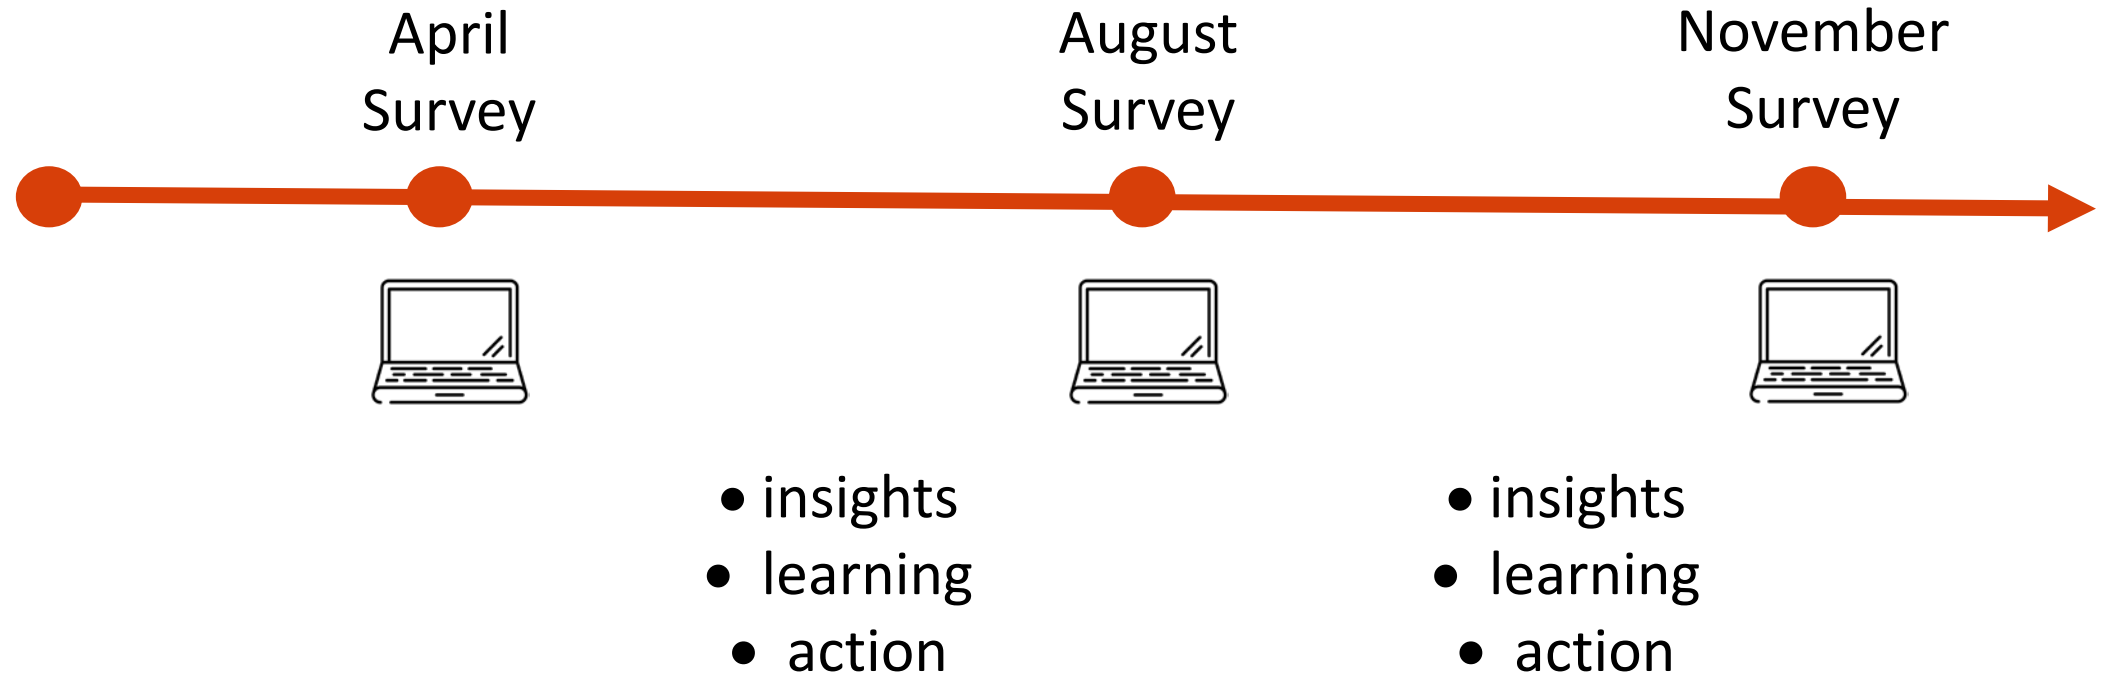 April
Survey
August
Survey
November
Survey
• insights
• learning
• action
• insights
• learning
• action